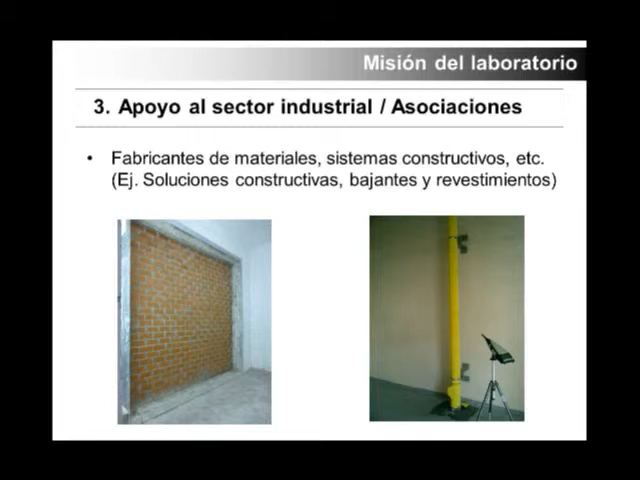 Misión del laboratorio
3. Apoyo al sector industrial / Asociaciones
• Fabricantes de materiales, sistemas constructivos, etc.
(Ej. Soluciones constructivas, bajantes y revestimientos)